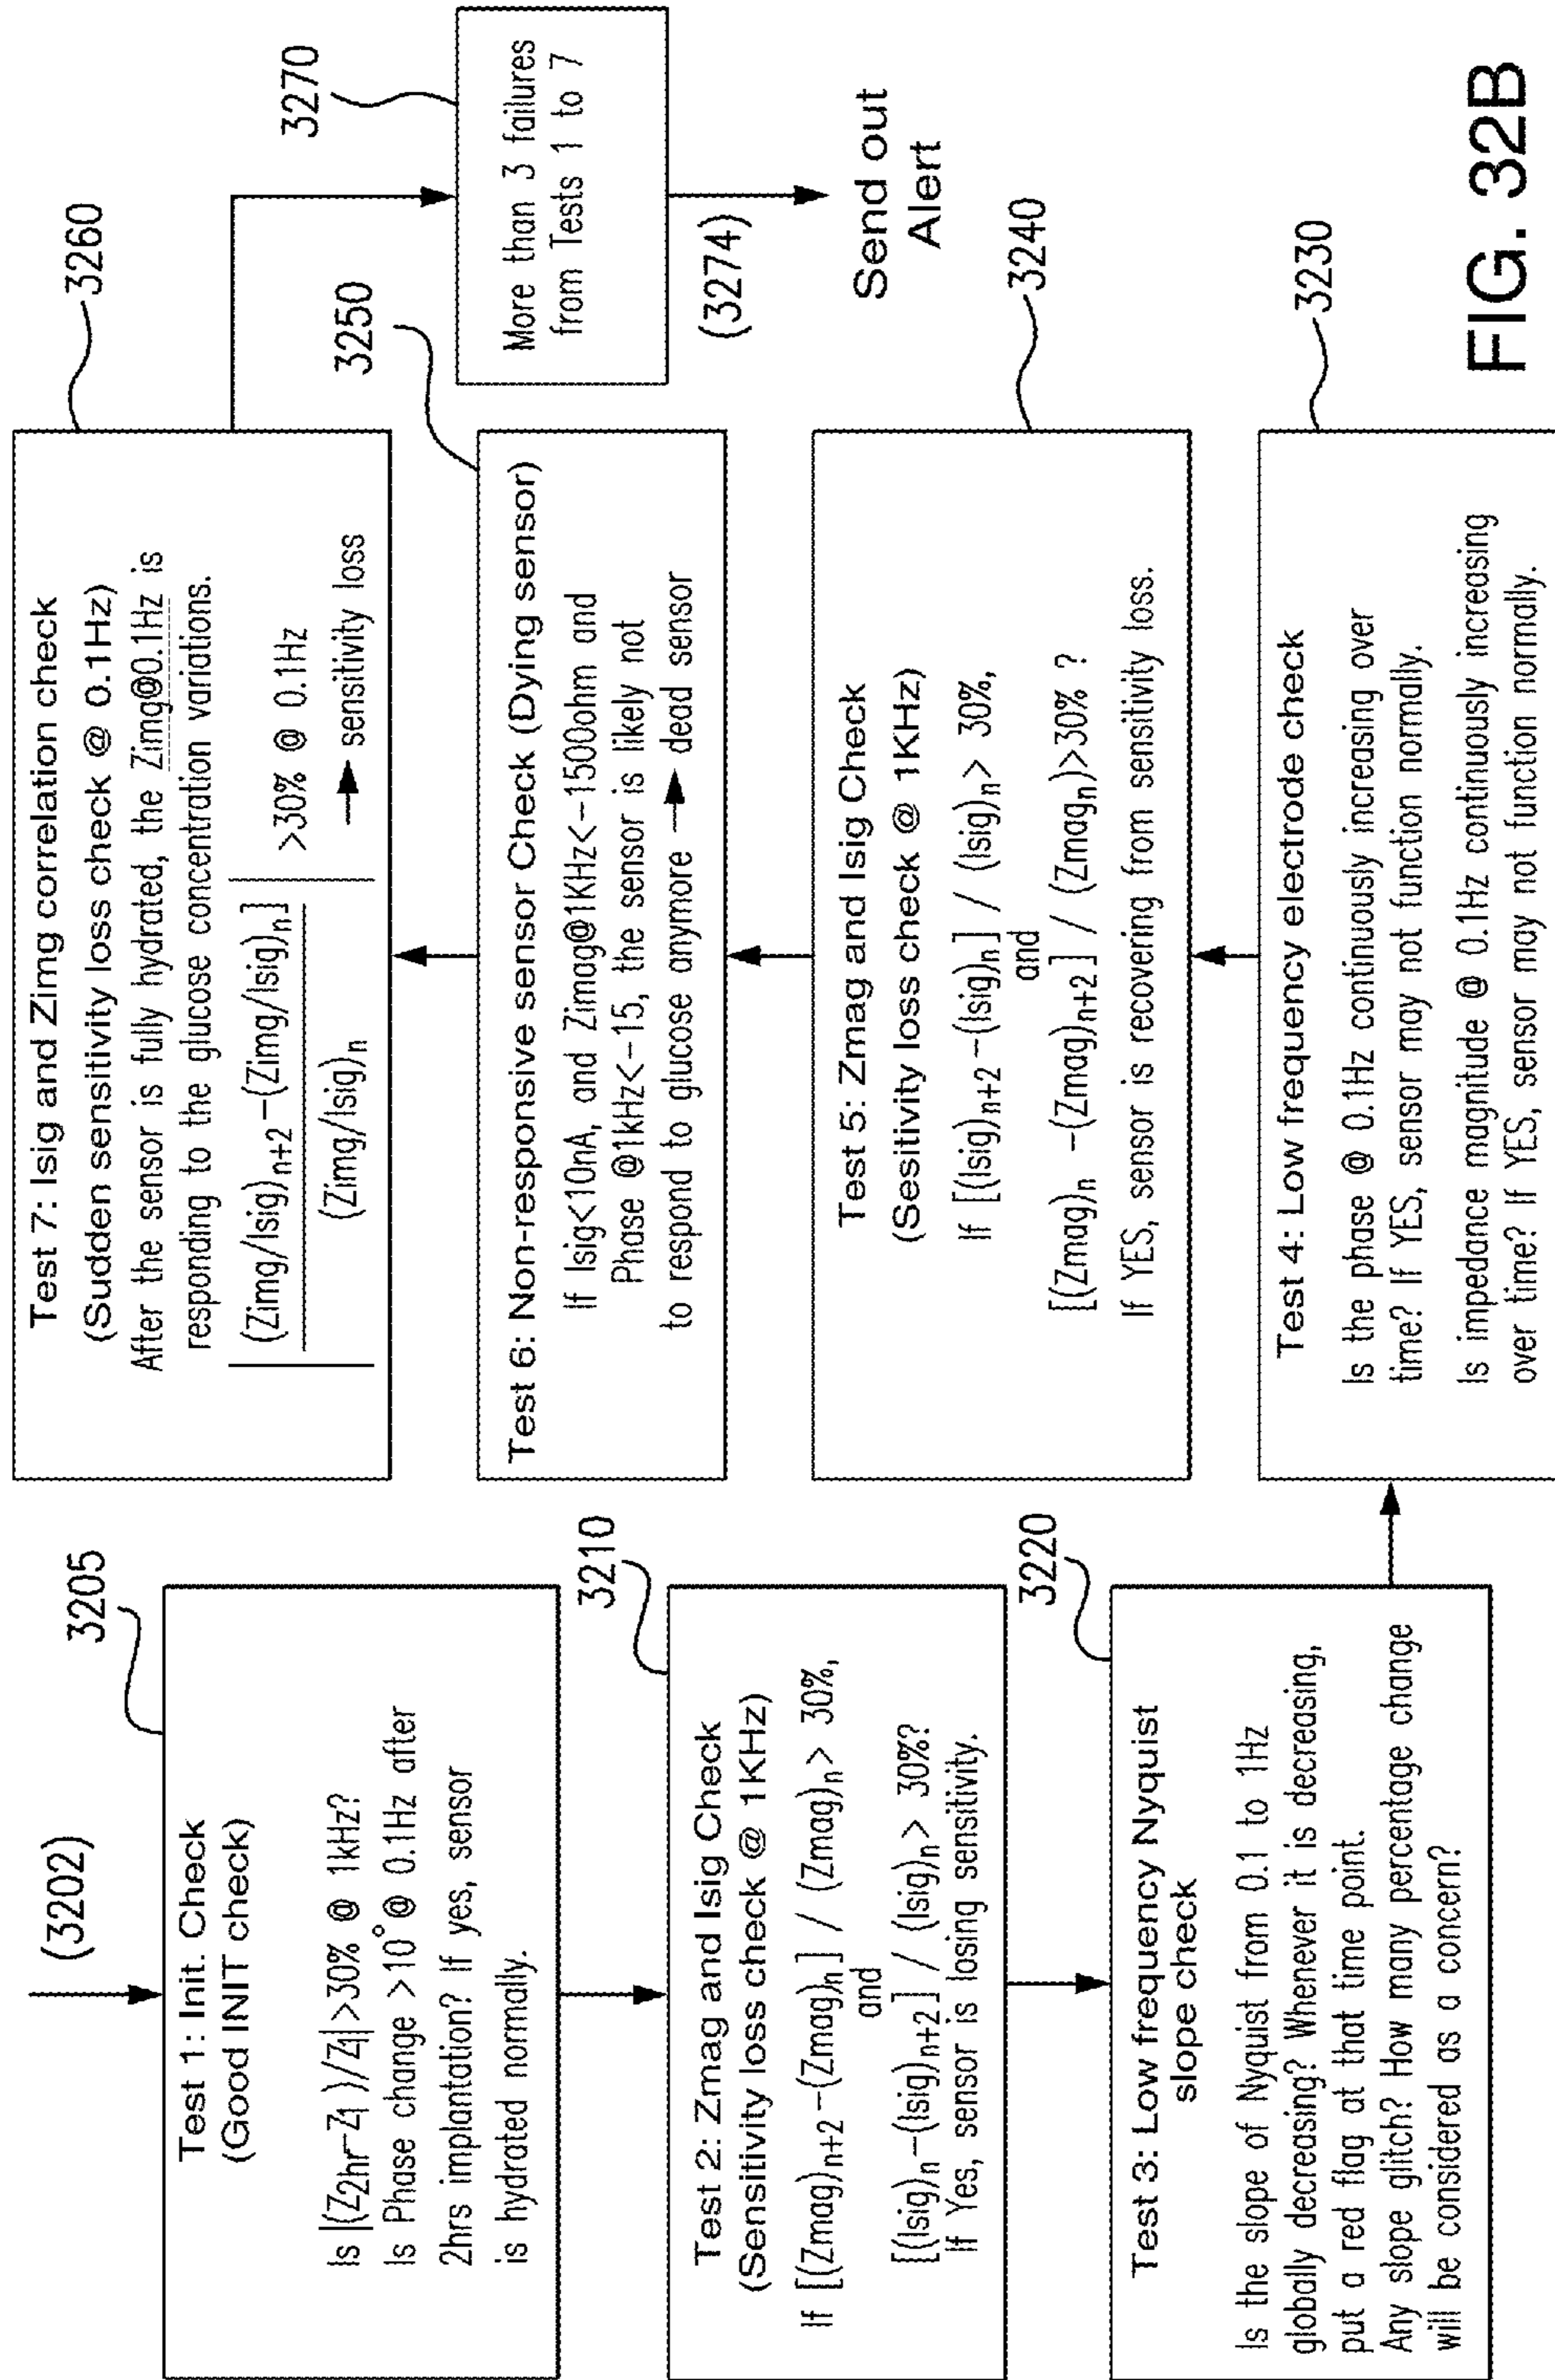 (3202)
3205
Test 1: Init. Check
(Good INIT check)
Is |(Z2hr-Z1 )/Z1|>30% @ 1kHz?
Is Phase change >10° @ 0.1Hz after
2hrs implantation? If yes, sensor
is hydrated normally.
3210
Test 2: Zmag and Isig Check
(Sensitivity loss check @ 1KHz)
If [(Zmag)n+2-(Zmag)n] / (Zmag)n> 30%,
and
[(Isig)n-(Isig)n+2] / (Isig)n> 30%?
If Yes, sensor is losing sensitivity.
3220
Test 3: Low frequency Nyquist
slope check
Is the slope of Nyquist from 0.1 to 1Hz
globally decreasing? Whenever it is decreasing,
put a red flag at that time point.
Any slope glitch? How many percentage change
will be considered as a concern?
3230
Test 4: Low frequency electrode check
Is the phase @ 0.1Hz continuously increasing over
time? If YES, sensor may not function normally.
Is impedance magnitude @ 0.1Hz continuously increasing
over time? If YES, sensor may not function normally.
3240
Test 5: Zmag and Isig Check
(Sesitivity loss check @ 1KHz)
If [(Isig)n+2-(Isig)n] / (Isig)n> 30%,
and
[(Zmag)n -(Zmag)n+2] / (Zmagn)>30% ?
If YES, sensor is recovering from sensitivity loss.
3250
Test 6: Non-responsive sensor Check (Dying sensor)
If Isig<10nA, and Zimag@1KHz<-1500ohm and
Phase @1kHz<-15, the sensor is likely not
to respond to glucose anymore → dead sensor
3260
Test 7: Isig and Zimg correlation check
(Sudden sensitivity loss check @ 0.1Hz)
After the sensor is fully hydrated, the Zimg@0.1Hz is
responding to the glucose concentration variations.
|(Zimg/Isig)n+2-(Zimg/Isig)n]
(Zimg/Isig)n| >30% @ 0.1Hz
→ sensitivity loss
3270
More than 3 failures
from Tests 1 to 7
(3274)
Send out
Alert
FIG. 32B